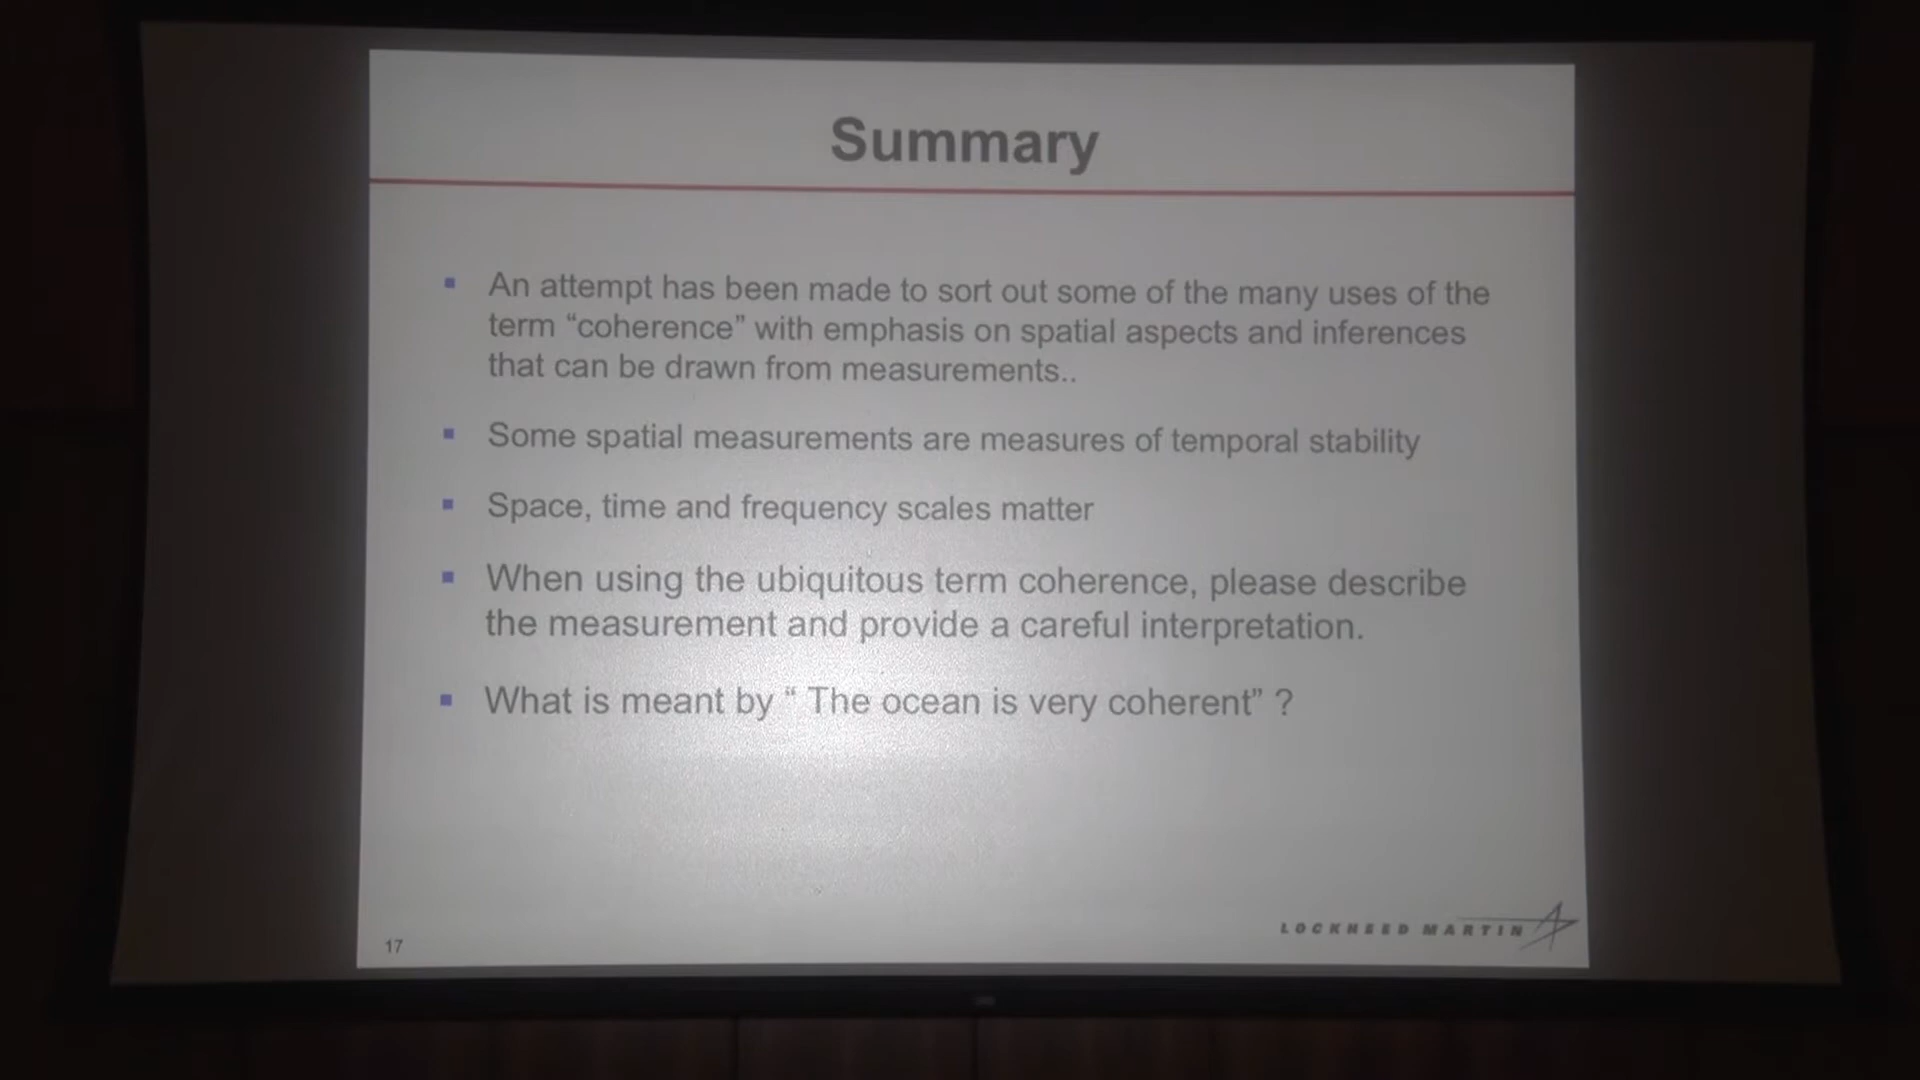 Summary
An attempt has been made to sort out some of the many uses of the
term “coherence” with emphasis on spatial aspects and inferences
that can be drawn from measurements..
Some spatial measurements are measures of temporal stability
Space, time and frequency scales matter
When using the ubiquitous term coherence, please describe
the measurement and provide a careful interpretation.
What is meant by “ The ocean is very coherent” ?
17
LOCKHEED MARTIN